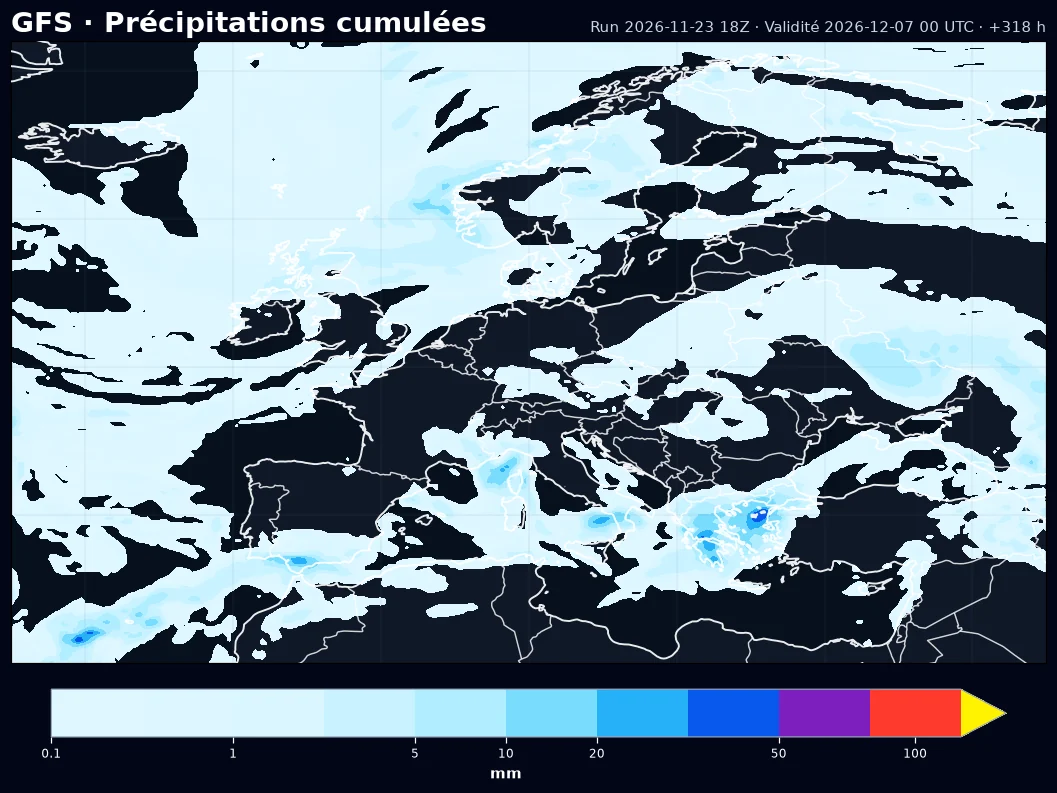 GFS · Précipitations cumulées
Run 2026-11-23 18Z · Validité 2026-12-07 00 UTC · +318 h
0.1 1 5 10 20 50 100
mm